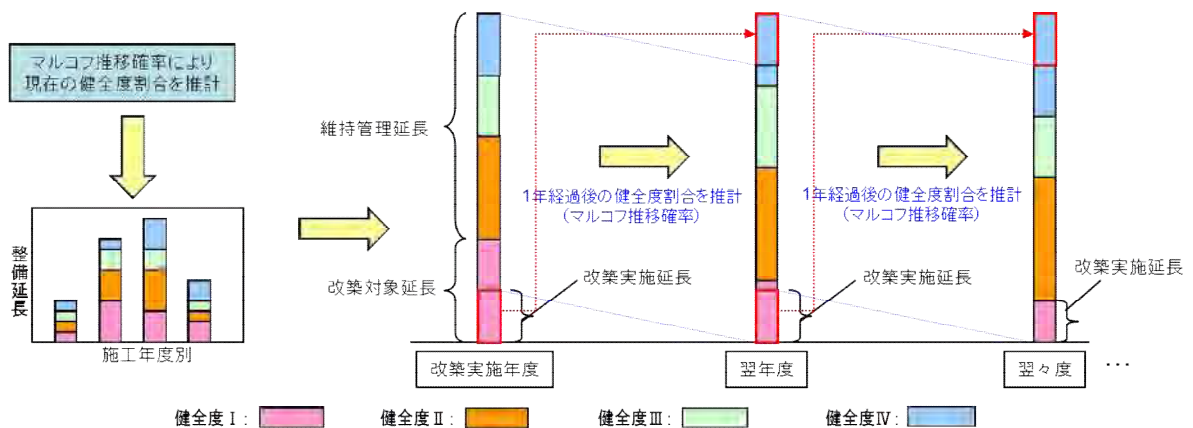 マルコフ推移確率により
現在の健全度割合を推計
整備延長
施工年度別
維持管理延長
改築対象延長
1年経過後の健全度割合を推計
(マルコフ推移確率)
改築実施延長
改築実施年度
1年経過後の健全度割合を推計
(マルコフ推移確率)
改築実施延長
翌年度
改築実施延長
翌々度
…
健全度Ⅰ:
健全度Ⅱ:
健全度Ⅲ:
健全度Ⅳ: